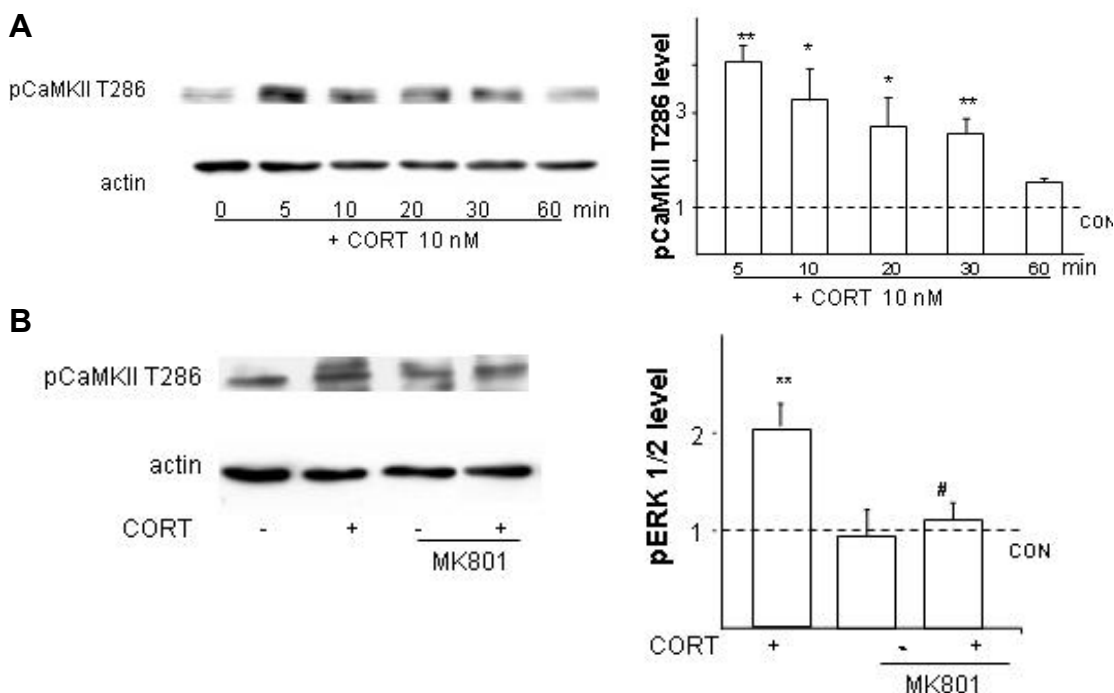 A
pCaMKII T286
actin
0 5 10 20 30 60 min
+ CORT 10 nM
pCaMKII T286 level
3
1
** * * **
CON
5 10 20 30 60 min
+ CORT 10 nM
B
pCaMKII T286
actin
CORT - + - +
MK801
pERK 1/2 level
2
1
** #
CON
CORT + - +
MK801